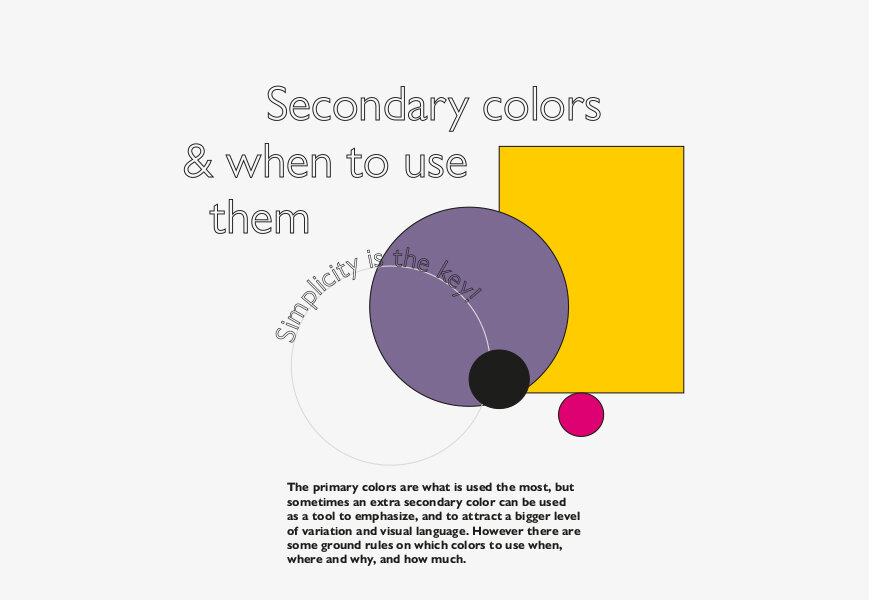 Secondary colors
& when to use
them
Simplicity is the key!
The primary colors are what is used the most, but
sometimes an extra secondary color can be used
as a tool to emphasize, and to attract a bigger level
of variation and visual language. However there are
some ground rules on which colors to use when,
where and why, and how much.